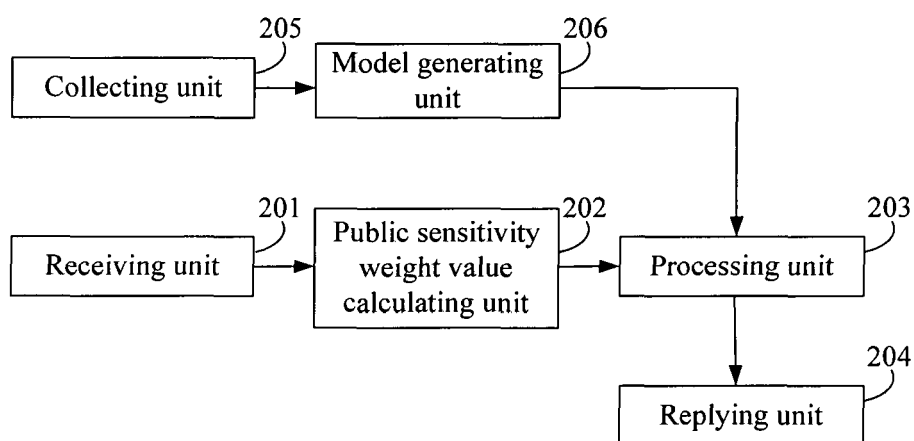 205
206
Collecting unit
Model generating
unit
201
202
203
Receiving unit
Public sensitivity
weight value
calculating unit
Processing unit
204
Replying unit